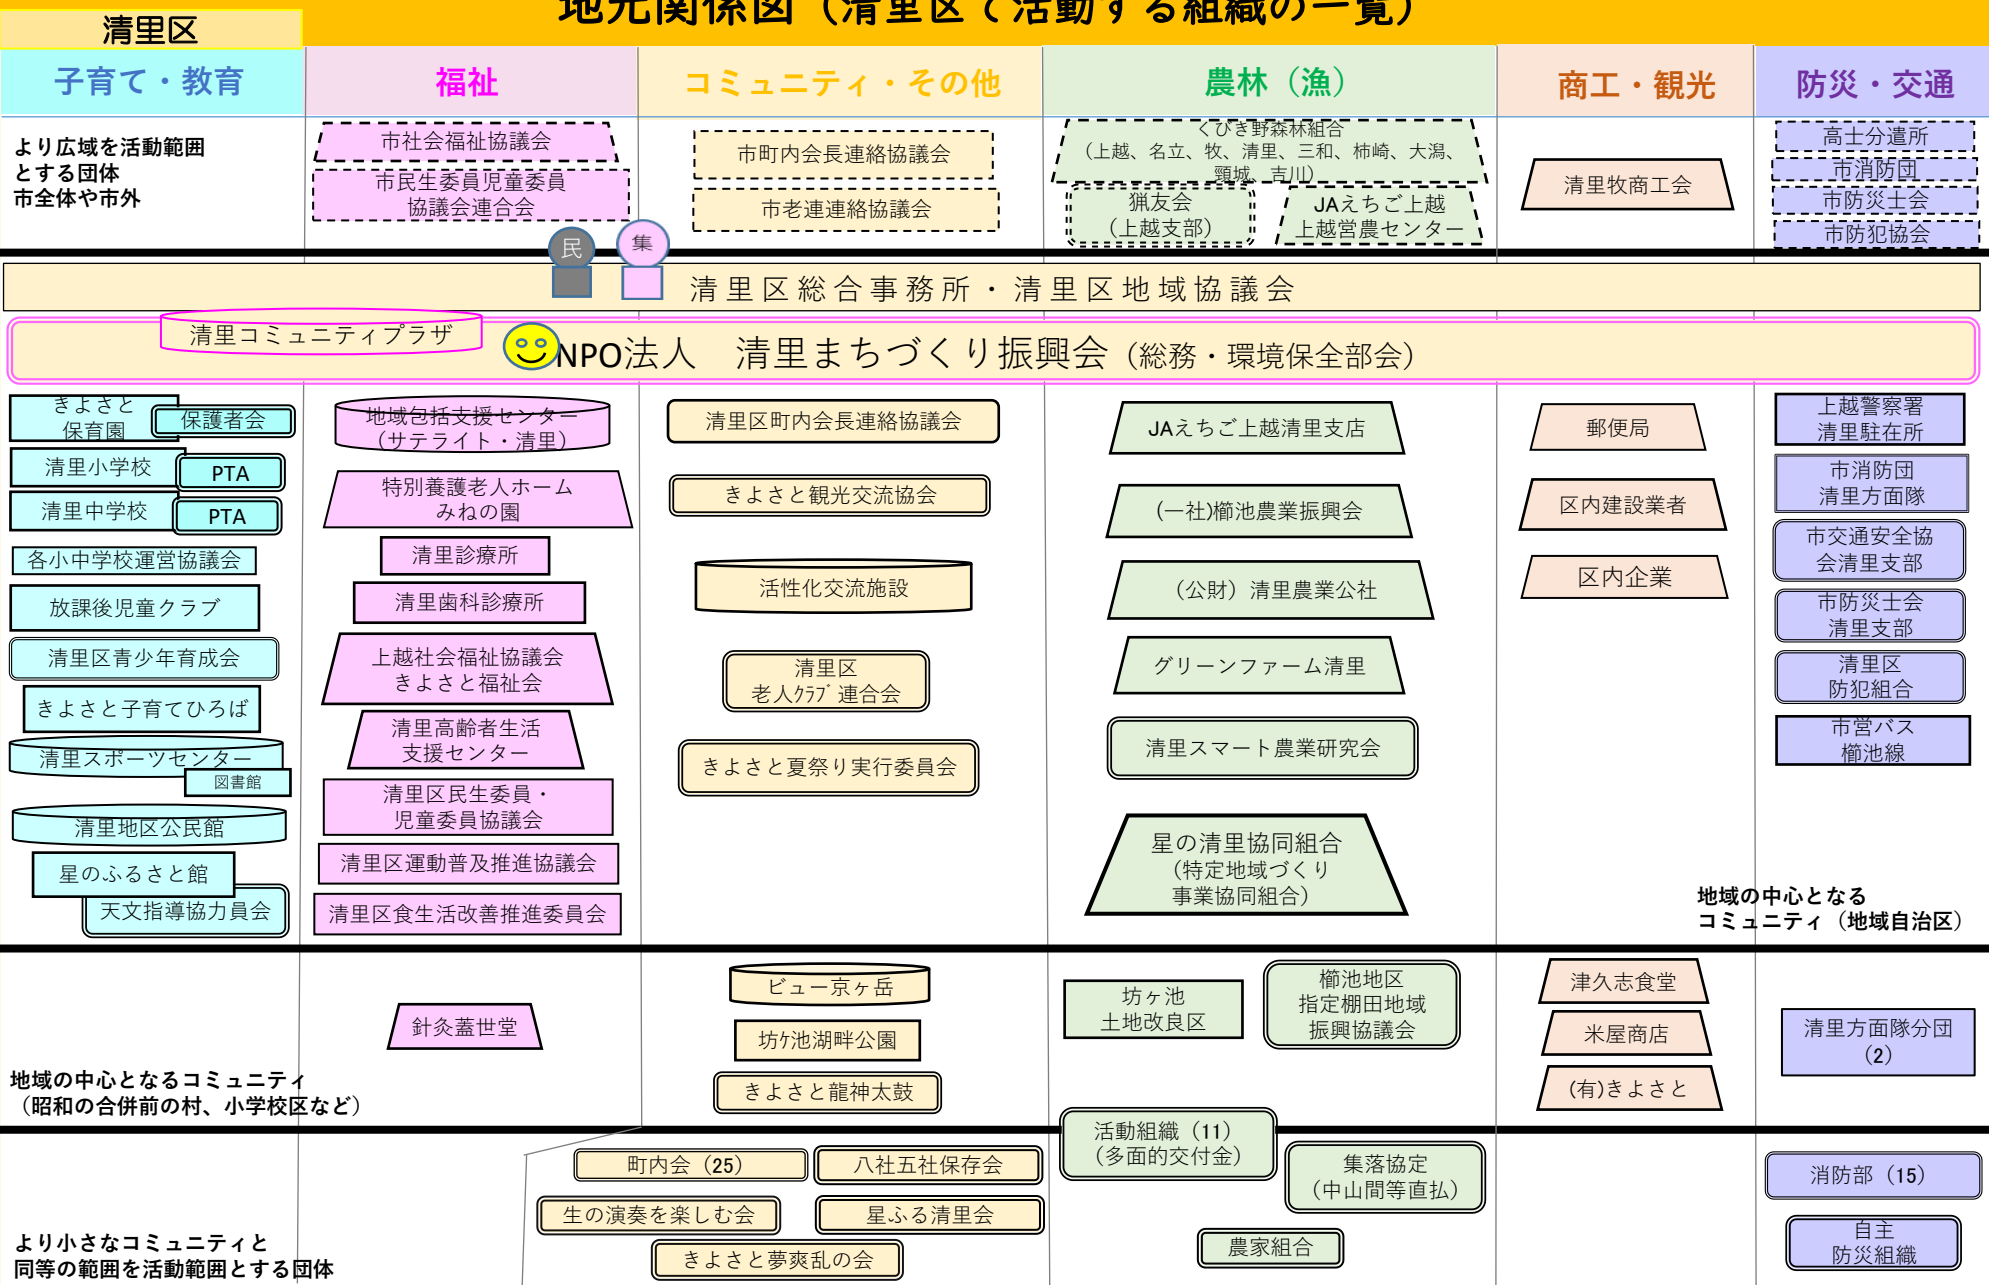 地元関係図（清里区で活動する組織の一覧）
清里区
子育て・教育
福祉
コミュニティ・その他
農林（漁）
商工・観光
防災・交通
より広域を活動範囲
とする団体
市全体や市外
市社会福祉協議会
市民生委員児童委員
協議会連合会
市町内会長連絡協議会
市老連連絡協議会
くびき野森林組合
（上越、名立、牧、清里、三和、柿崎、大潟、
頸城、吉川）
猟友会
（上越支部）
JAえちご上越
上越営農センター
清里牧商工会
高士分遣所
市消防団
市防災士会
市防犯協会
民
集
清里区総合事務所・清里区地域協議会
清里コミュニティプラザ
NPO法人　清里まちづくり振興会（総務・環境保全部会）
きよさと
保育園
保護者会
清里小学校
PTA
清里中学校
PTA
各小中学校運営協議会
放課後児童クラブ
清里区青少年育成会
きよさと子育てひろば
清里スポーツセンター
図書館
清里地区公民館
星のふるさと館
天文指導協力員会
地域包括支援センター
（サテライト・清里）
特別養護老人ホーム
みねの園
清里診療所
清里歯科診療所
上越社会福祉協議会
きよさと福祉会
清里高齢者生活
支援センター
清里区民生委員・
児童委員協議会
清里区運動普及推進協議会
清里区食生活改善推進委員会
清里区町内会長連絡協議会
きよさと観光交流協会
活性化交流施設
清里区
老人ｸﾗﾌﾞ連合会
きよさと夏祭り実行委員会
JAえちご上越清里支店
(一社)櫛池農業振興会
（公財）清里農業公社
グリーンファーム清里
清里スマート農業研究会
星の清里協同組合
（特定地域づくり
事業協同組合）
郵便局
区内建設業者
区内企業
上越警察署
清里駐在所
市消防団
清里方面隊
市交通安全協
会清里支部
市防災士会
清里支部
清里区
防犯組合
市営バス
櫛池線
地域の中心となる
コミュニティ（地域自治区）
針灸蓋世堂
ビュー京ヶ岳
坊ｹ池湖畔公園
きよさと龍神太鼓
坊ヶ池
土地改良区
櫛池地区
指定棚田地域
振興協議会
津久志食堂
米屋商店
(有)きよさと
清里方面隊分団
（2）
地域の中心となるコミュニティ
（昭和の合併前の村、小学校区など）
町内会（25）
八社五社保存会
生の演奏を楽しむ会
星ふる清里会
きよさと夢爽乱の会
活動組織（11）
（多面的交付金）
集落協定
（中山間等直払）
農家組合
消防部（15）
自主
防災組織
より小さなコミュニティと
同等の範囲を活動範囲とする団体